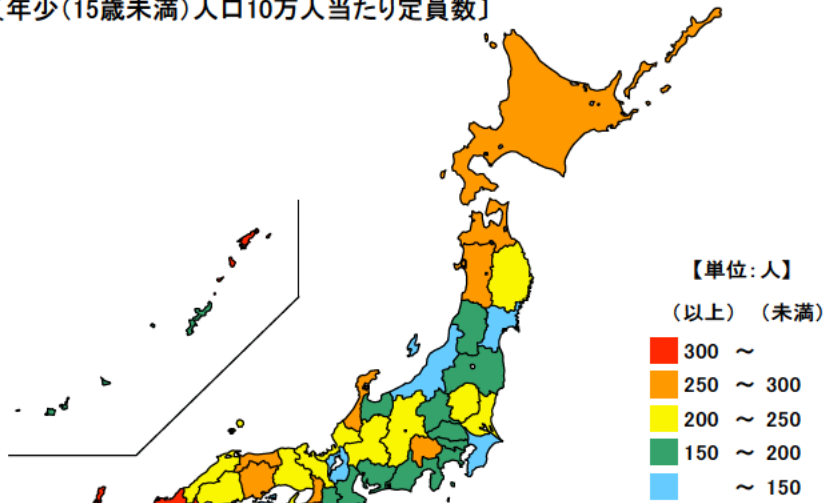 年少(15歳未満)人口10万人当たり定員数〕
【単位:人】
(以上) (未満)
300 ～
250 ～ 300
200 ～ 250
150 ～ 200
～ 150